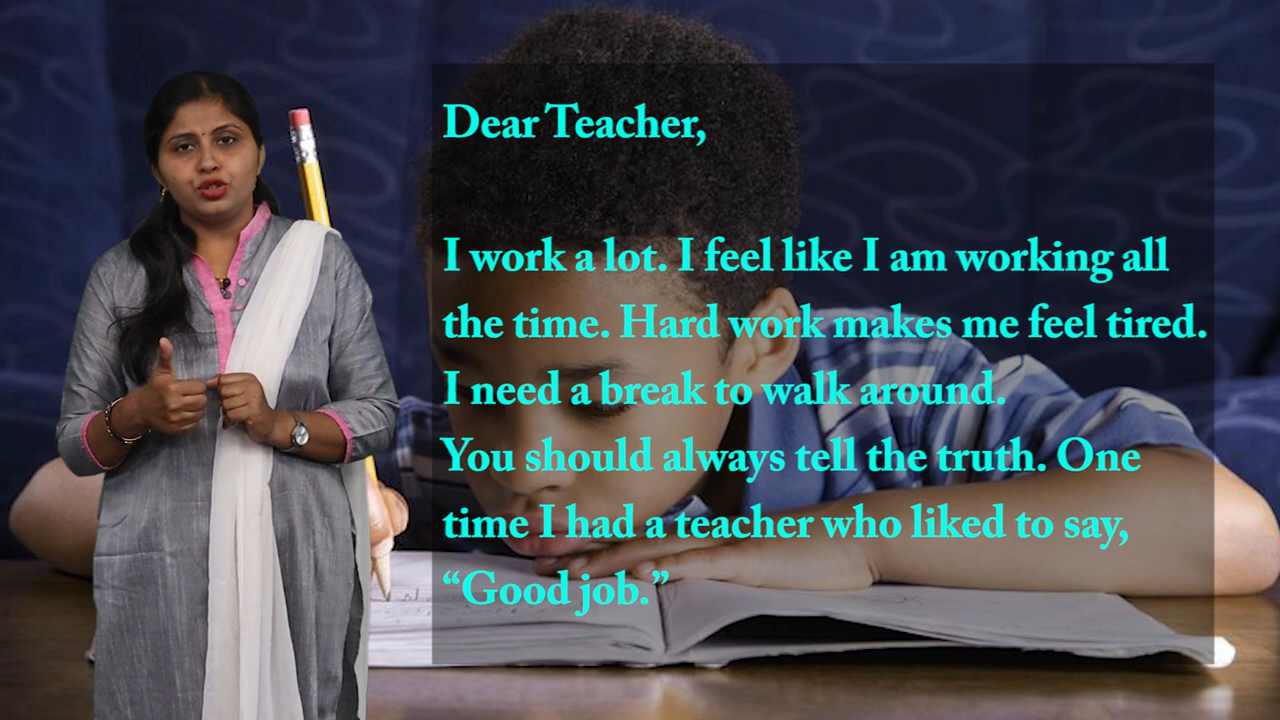 Dear Teacher,
I work a lot. I feel like I am working all
the time. Hard work makes me feel tired.
I need a break to walk around.
You should always tell the truth. One
time I had a teacher who liked to say,
“Good job.”